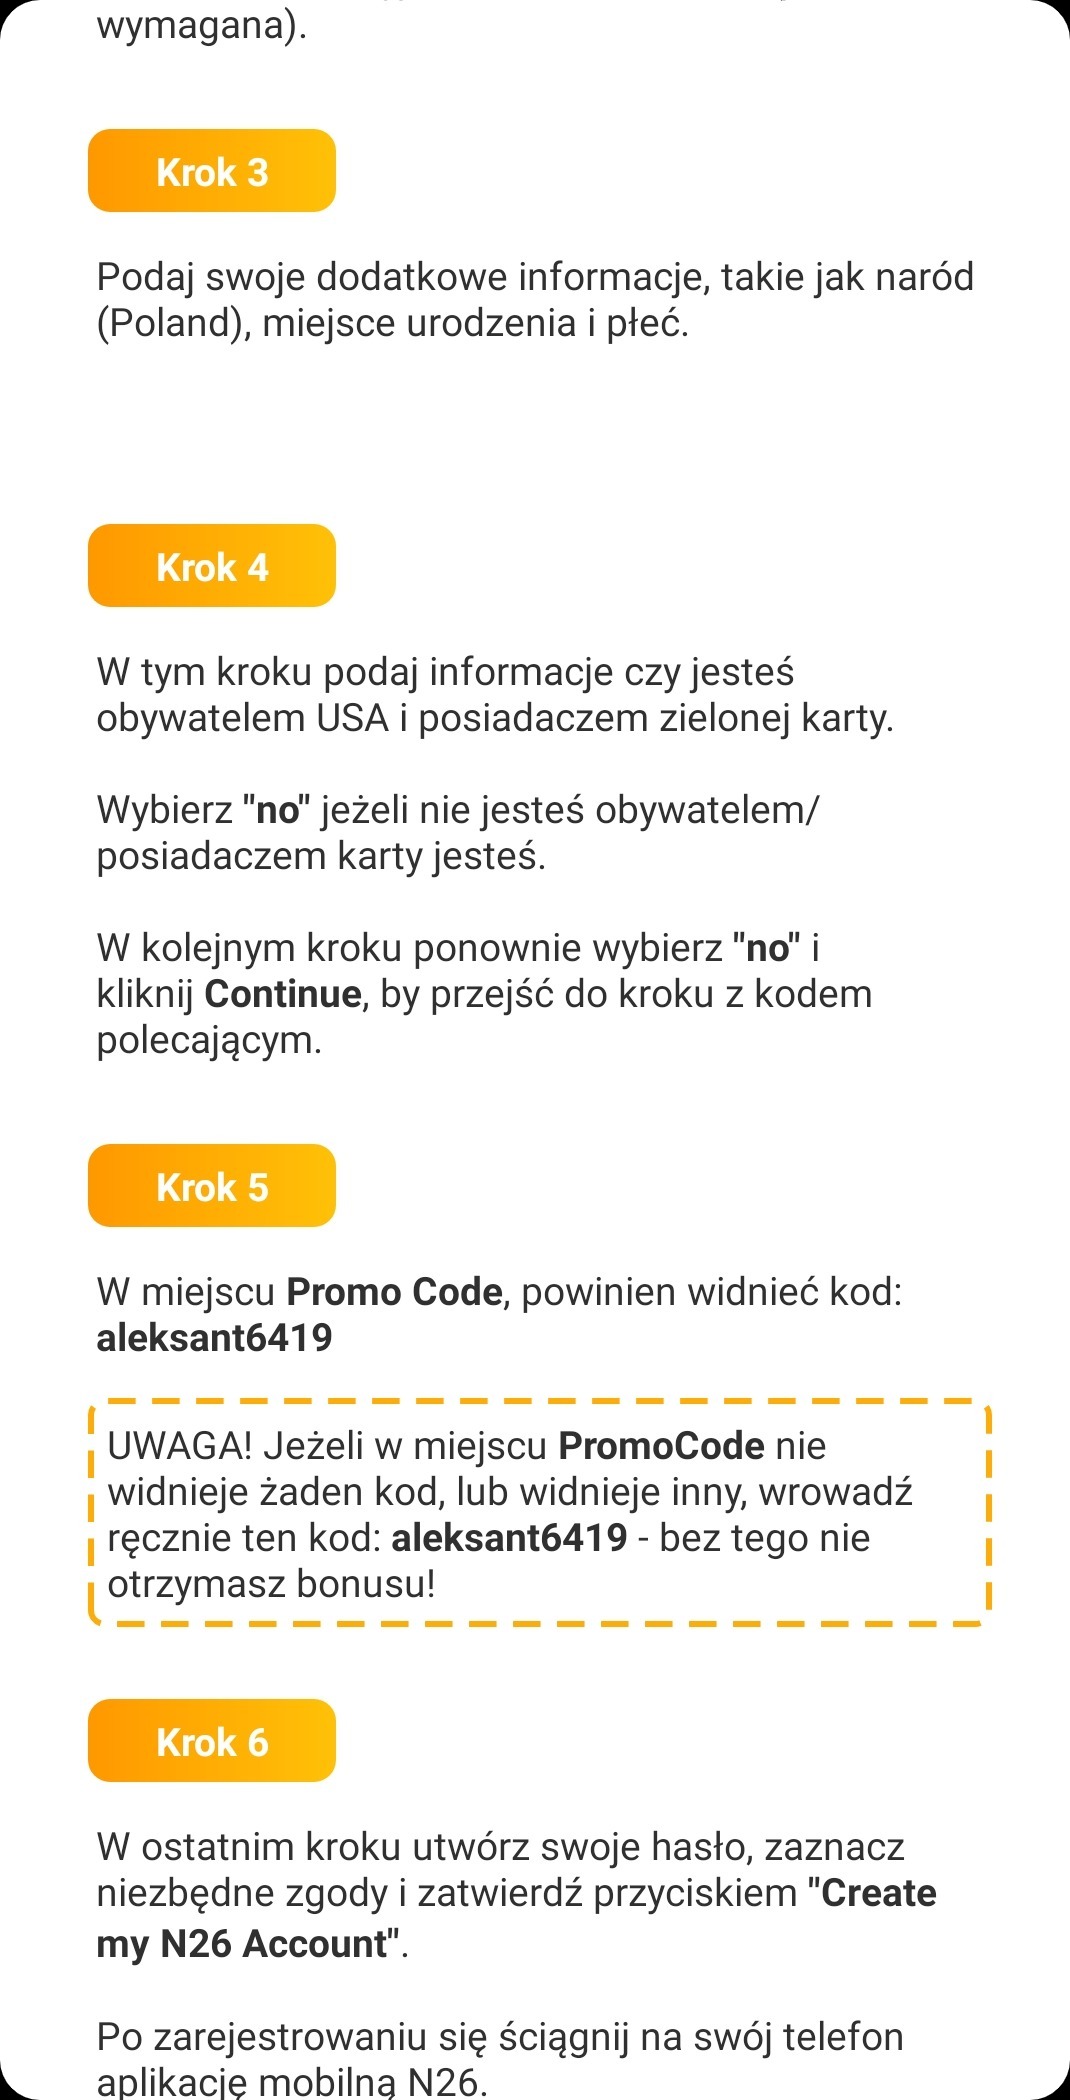 wymagana).
Krok 3
Podaj swoje dodatkowe informacje, takie jak naród
(Poland), miejsce urodzenia i płeć.
Krok 4
W tym kroku podaj informacje czy jesteś
obywatelem USA i posiadaczem zielonej karty.
Wybierz "no" jeżeli nie jesteś obywatelem/
posiadaczem karty jesteś.
W kolejnym kroku ponownie wybierz "no" i
kliknij Continue, by przejść do kroku z kodem
polecającym.
Krok 5
W miejscu Promo Code, powinien widnieć kod:
aleksant6419
UWAGA! Jeżeli w miejscu PromoCode nie
widnieje żaden kod, lub widnieje inny, wrowadź
ręcznie ten kod: aleksant6419 - bez tego nie
otrzymasz bonusu!
Krok 6
W ostatnim kroku utwórz swoje hasło, zaznacz
niezbędne zgody i zatwierdź przyciskiem "Create
my N26 Account".
Po zarejestrowaniu się ściągnij na swój telefon
aplikację mobilną N26.